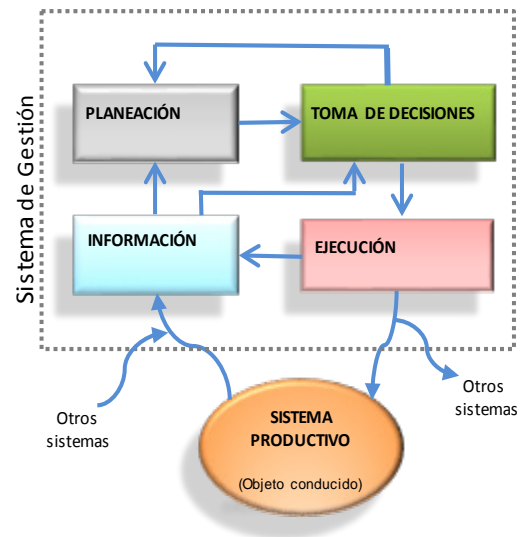 Sistema de Gestión
PLANEACIÓN
TOMA DE DECISIONES
INFORMACIÓN
EJECUCIÓN
Otros
sistemas
Otros
sistemas
SISTEMA
PRODUCTIVO
(Objeto conducido)